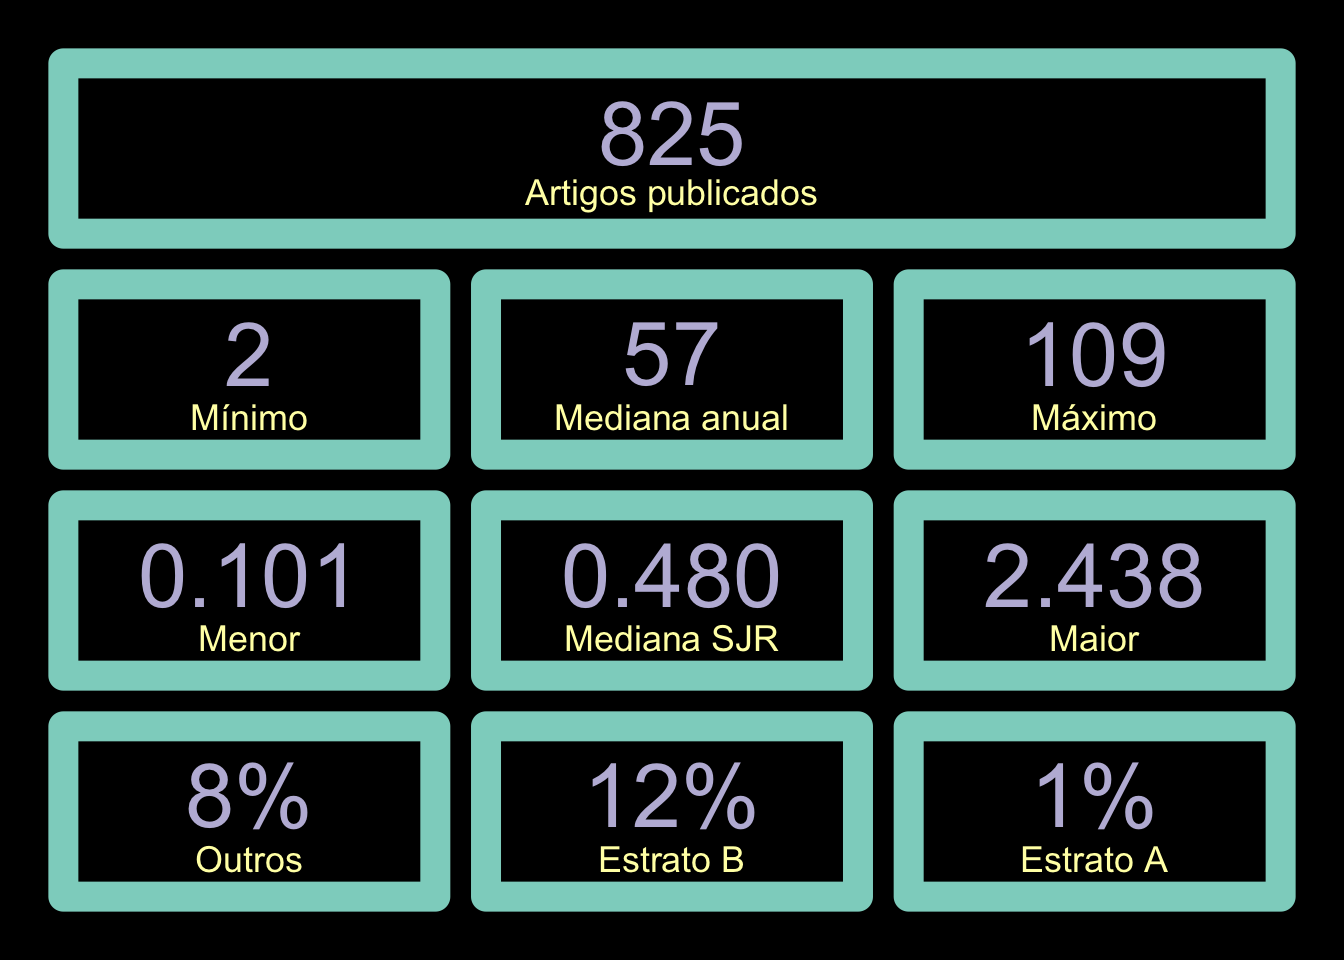 825
Artigos publicados
2
Mínimo
57
Mediana anual
109
Máximo
0.101
Menor
0.480
Mediana SJR
2.438
Maior
8%
Outros
12%
Estrato B
1%
Estrato A